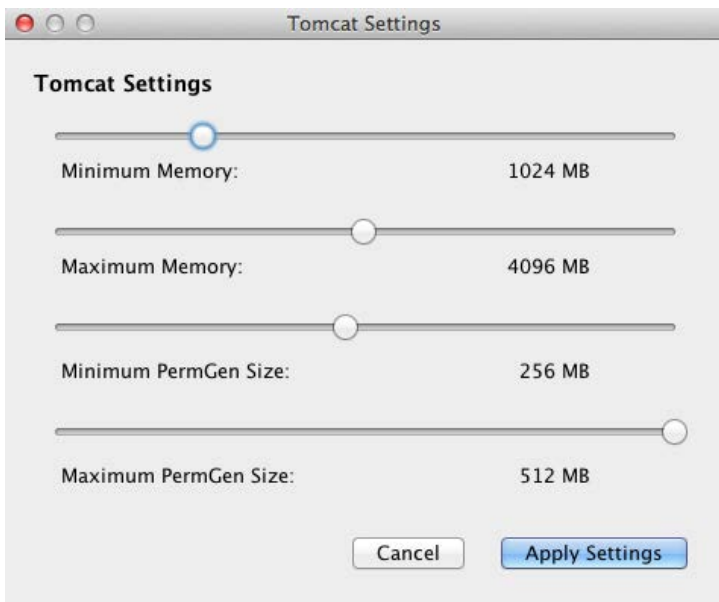 Tomcat Settings
Tomcat Settings
Minimum Memory: 1024 MB
Maximum Memory: 4096 MB
Minimum PermGen Size: 256 MB
Maximum PermGen Size: 512 MB
Cancel Apply Settings